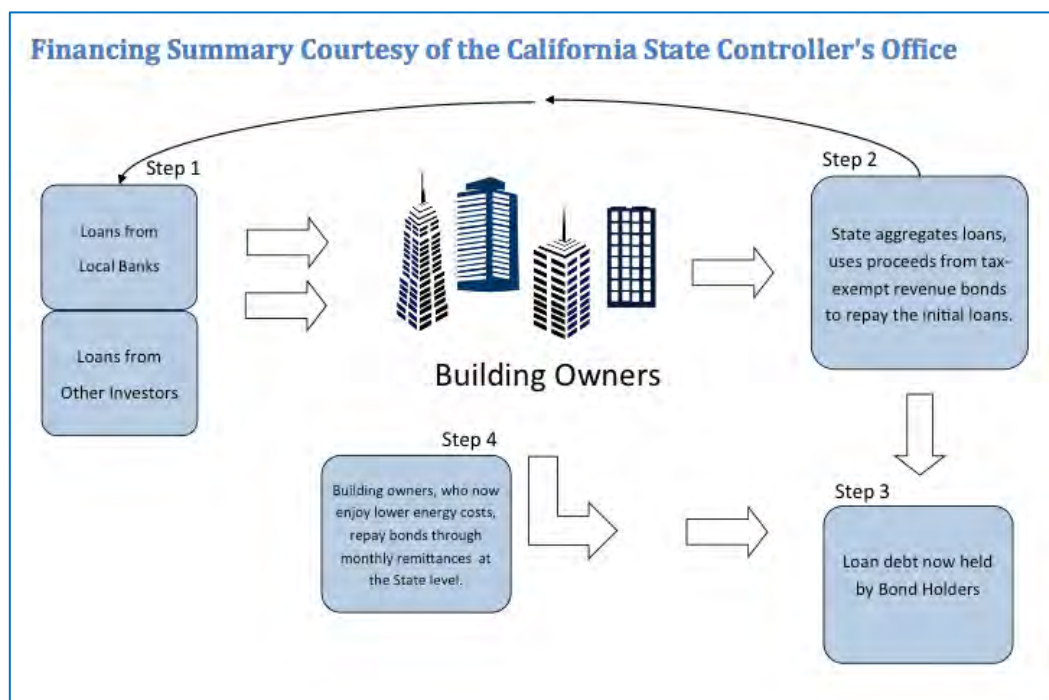 Financing Summary Courtesy of the California State Controller's Office
Step 1
Loans from
Local Banks
Loans from
Other Investors
Building Owners
Step 2
State aggregates loans,
uses proceeds from tax-
exempt revenue bonds
to repay the initial loans.
Step 3
Loan debt now held
by Bond Holders
Step 4
Building owners, who now
enjoy lower energy costs,
repay bonds through
monthly remittances at
the State level.